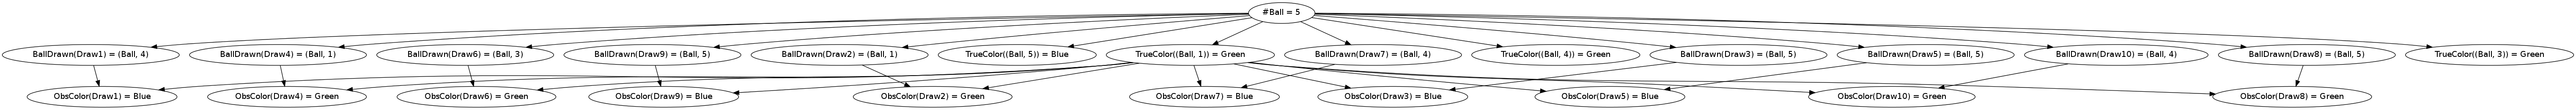 #Ball = 5
BallDrawn(Draw1) = (Ball, 4)
BallDrawn(Draw4) = (Ball, 1)
BallDrawn(Draw6) = (Ball, 3)
BallDrawn(Draw9) = (Ball, 5)
BallDrawn(Draw2) = (Ball, 1)
TrueColor((Ball, 5)) = Blue
TrueColor((Ball, 1)) = Green
BallDrawn(Draw7) = (Ball, 4)
TrueColor((Ball, 4)) = Green
BallDrawn(Draw3) = (Ball, 5)
BallDrawn(Draw5) = (Ball, 5)
BallDrawn(Draw10) = (Ball, 4)
BallDrawn(Draw8) = (Ball, 5)
TrueColor((Ball, 3)) = Green
ObsColor(Draw1) = Blue
ObsColor(Draw4) = Green
ObsColor(Draw6) = Green
ObsColor(Draw9) = Blue
ObsColor(Draw2) = Green
ObsColor(Draw7) = Blue
ObsColor(Draw3) = Blue
ObsColor(Draw5) = Blue
ObsColor(Draw10) = Green
ObsColor(Draw8) = Green